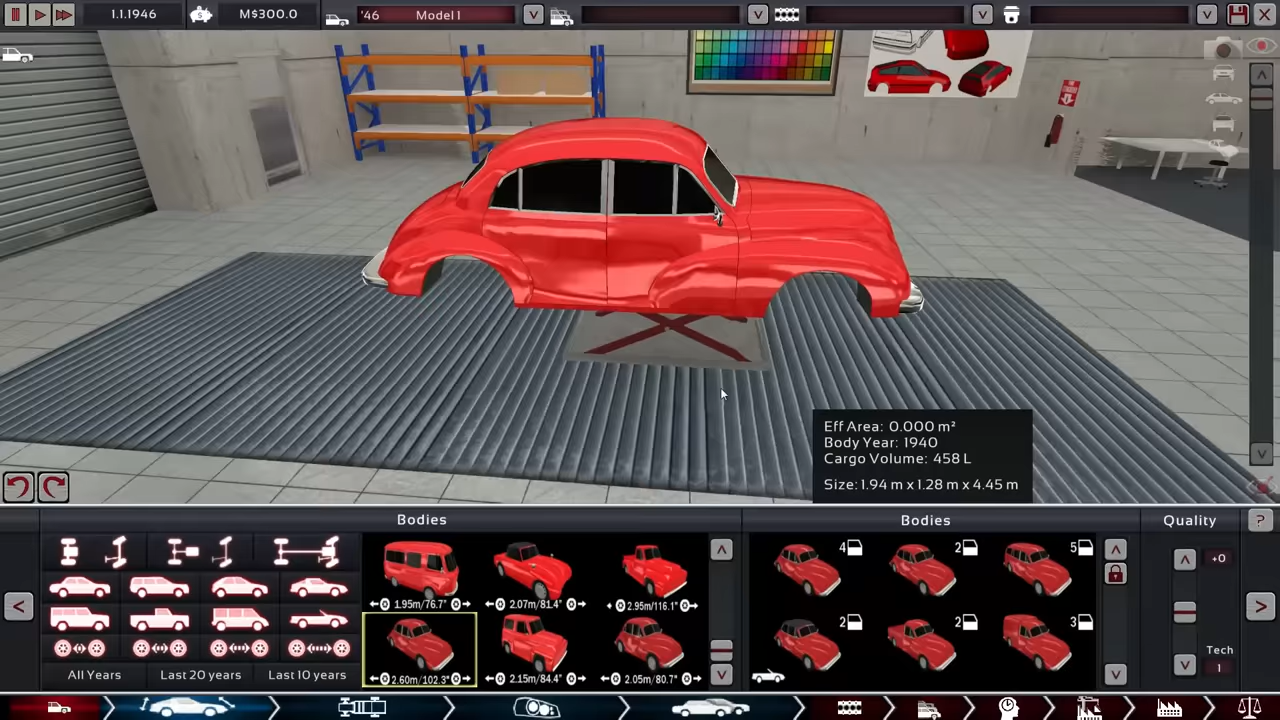 1.1.1946
M$300.0
'46 Model 1
Eff Area: 0.000 m²
Body Year: 1940
Cargo Volume: 458 L
Size: 1.94 m x 1.28 m x 4.45 m
Bodies
Bodies
Quality
?
1.95m/76.7"
2.07m/81.4"
2.95m/116.1"
4
2
5
+0
2.60m/102.3"
2.15m/84.4"
2.05m/80.7"
2
2
3
Tech
1
All Years
Last 20 years
Last 10 years